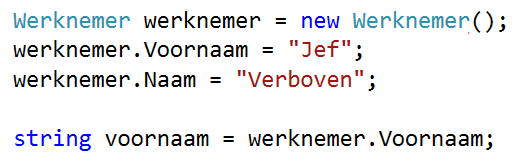 Werknemer werknemer = new Werknemer();
werknemer.Voornaam = "Jef";
werknemer.Naam = "Verboven";
string voornaam = werknemer.Voornaam;